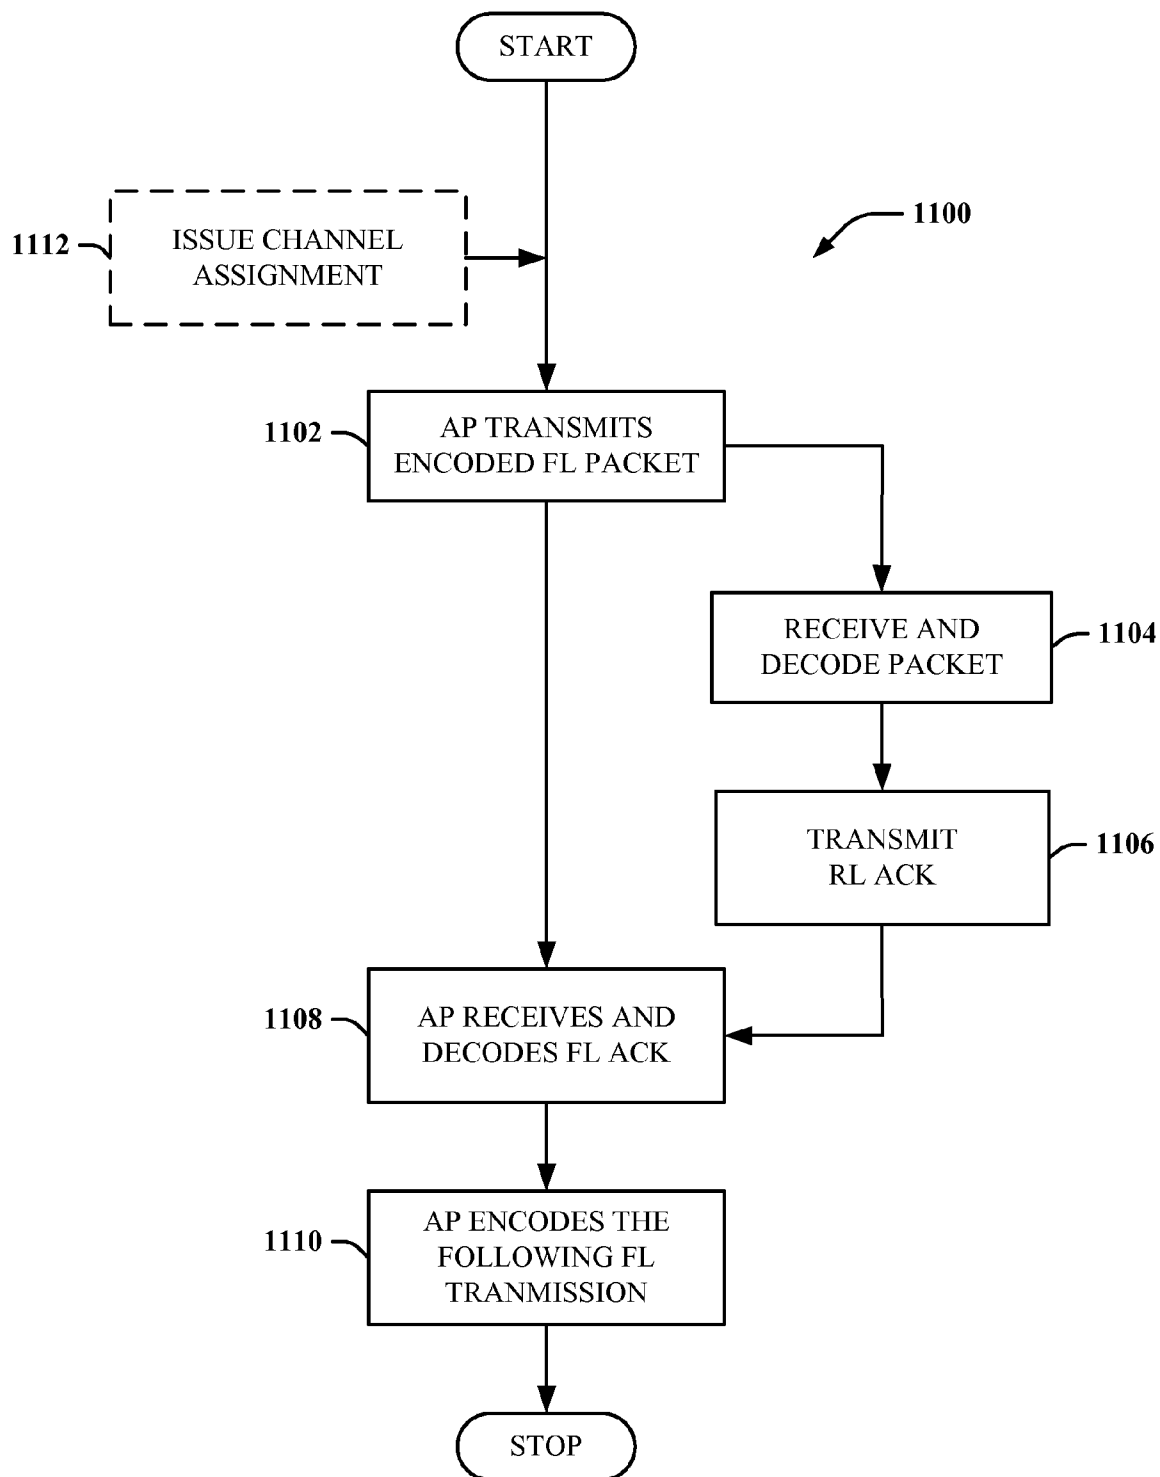 START
1112
ISSUE CHANNEL
ASSIGNMENT
1100
1102
AP TRANSMITS
ENCODED FL PACKET
RECEIVE AND
DECODE PACKET
1104
TRANSMIT
RL ACK
1106
1108
AP RECEIVES AND
DECODES FL ACK
1110
AP ENCODES THE
FOLLOWING FL
TRANMISSION
STOP